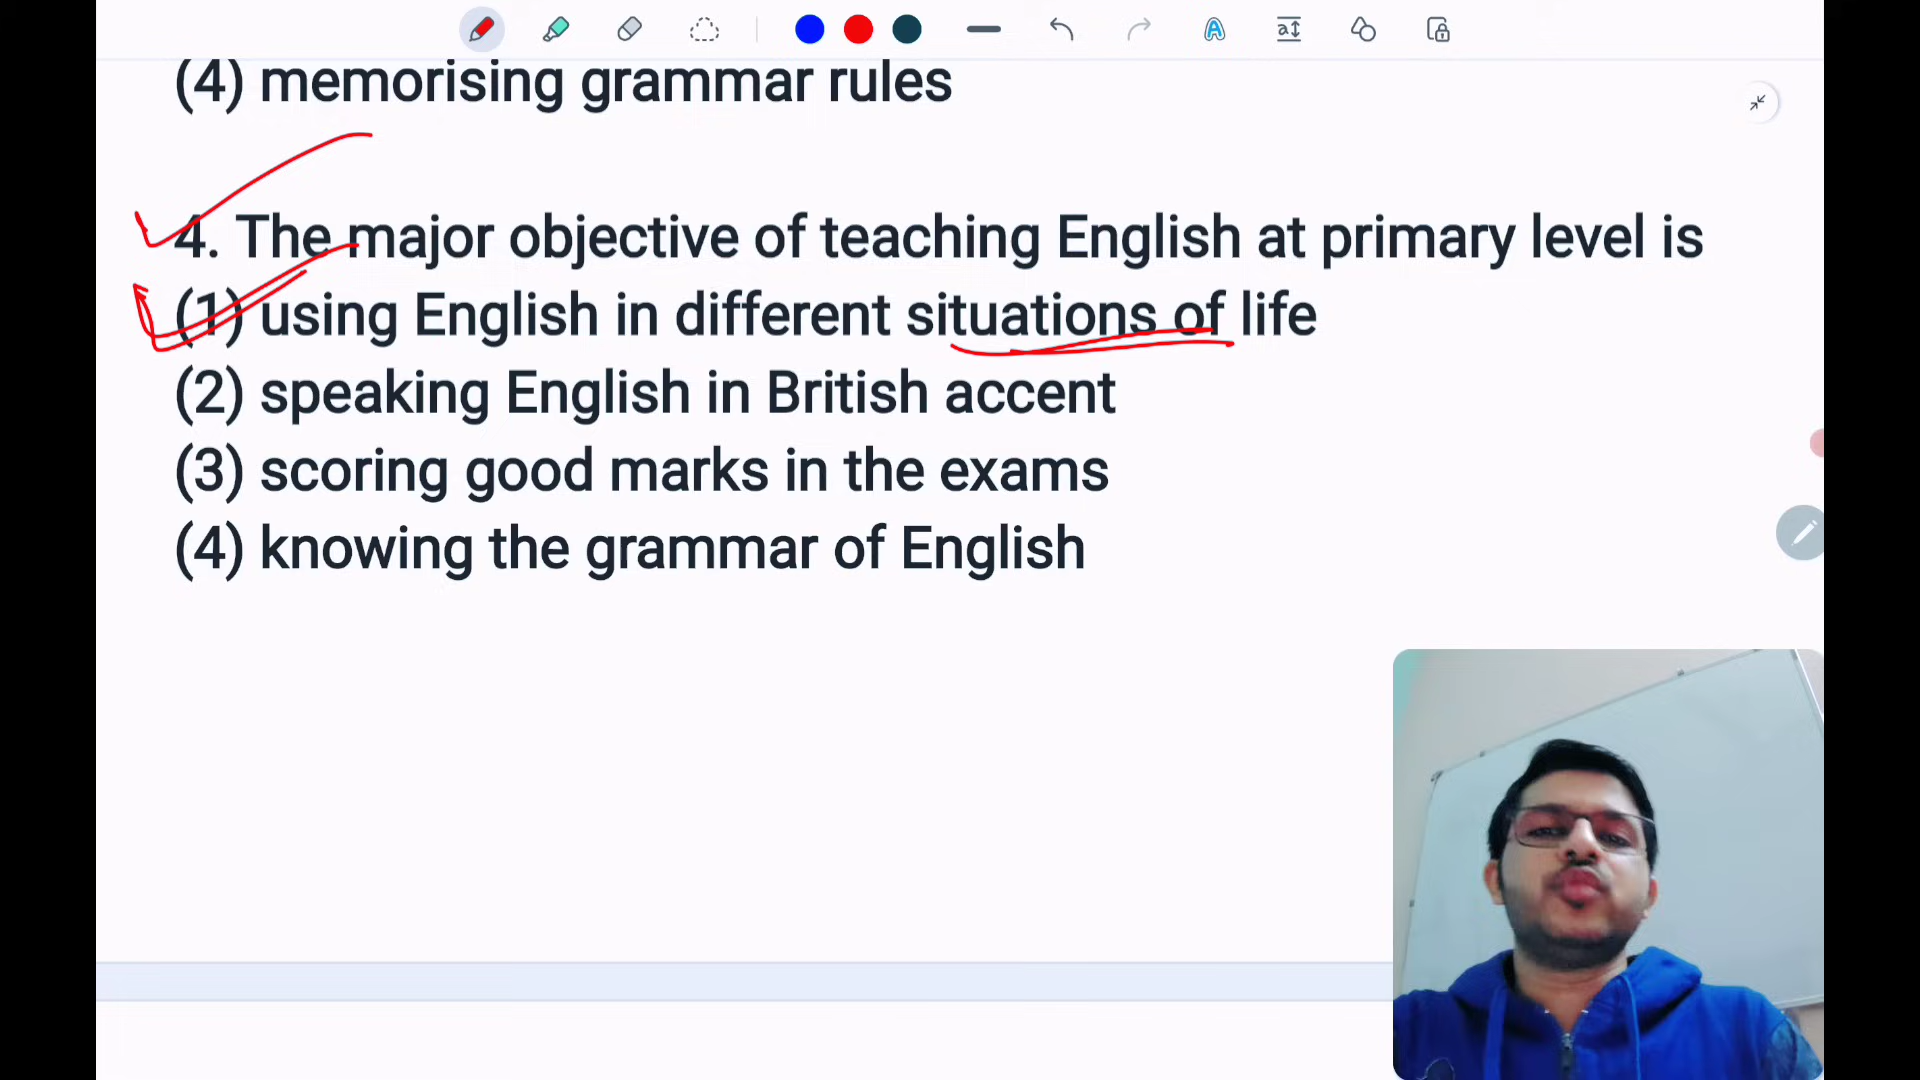 (4) memorising grammar rules
4. The major objective of teaching English at primary level is
(1) using English in different situations of life
(2) speaking English in British accent
(3) scoring good marks in the exams
(4) knowing the grammar of English